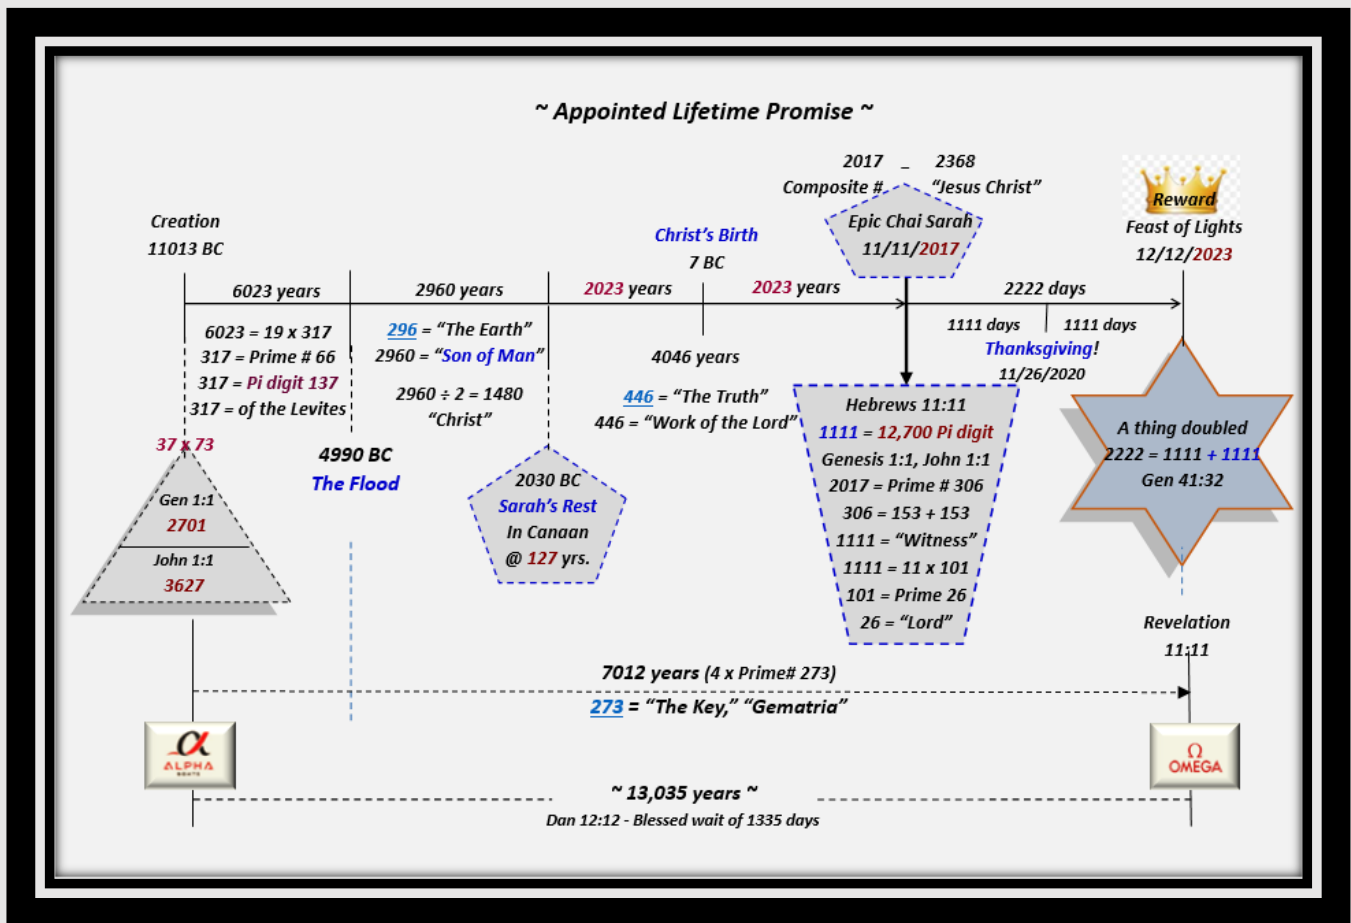 ~ Appointed Lifetime Promise ~
2017 _ 2368
Composite # "Jesus Christ"
Epic Chai Sarah
11/11/2017
Reward
Feast of Lights
12/12/2023
Creation
11013 BC
Christ's Birth
7 BC
6023 years
2960 years
2023 years
2023 years
2222 days
6023 = 19 x 317
317 = Prime # 66
317 = Pi digit 137
317 = of the Levites
296 = "The Earth"
2960 = "Son of Man"
2960 ÷ 2 = 1480
"Christ"
4046 years
446 = "The Truth"
446 = "Work of the Lord"
1111 days 1111 days
Thanksgiving!
11/26/2020
37 x 73
Gen 1:1
2701
John 1:1
3627
4990 BC
The Flood
2030 BC
Sarah's Rest
In Canaan
@ 127 yrs.
Hebrews 11:11
1111 = 12,700 Pi digit
Genesis 1:1, John 1:1
2017 = Prime # 306
306 = 153 + 153
1111 = "Witness"
1111 = 11 x 101
101 = Prime 26
26 = "Lord"
A thing doubled
2222 = 1111 + 1111
Gen 41:32
Revelation
11:11
7012 years (4 x Prime# 273)
273 = "The Key," "Gematria"
α
ALPHA
BOATS
Ω
OMEGA
~ 13,035 years ~
Dan 12:12 - Blessed wait of 1335 days